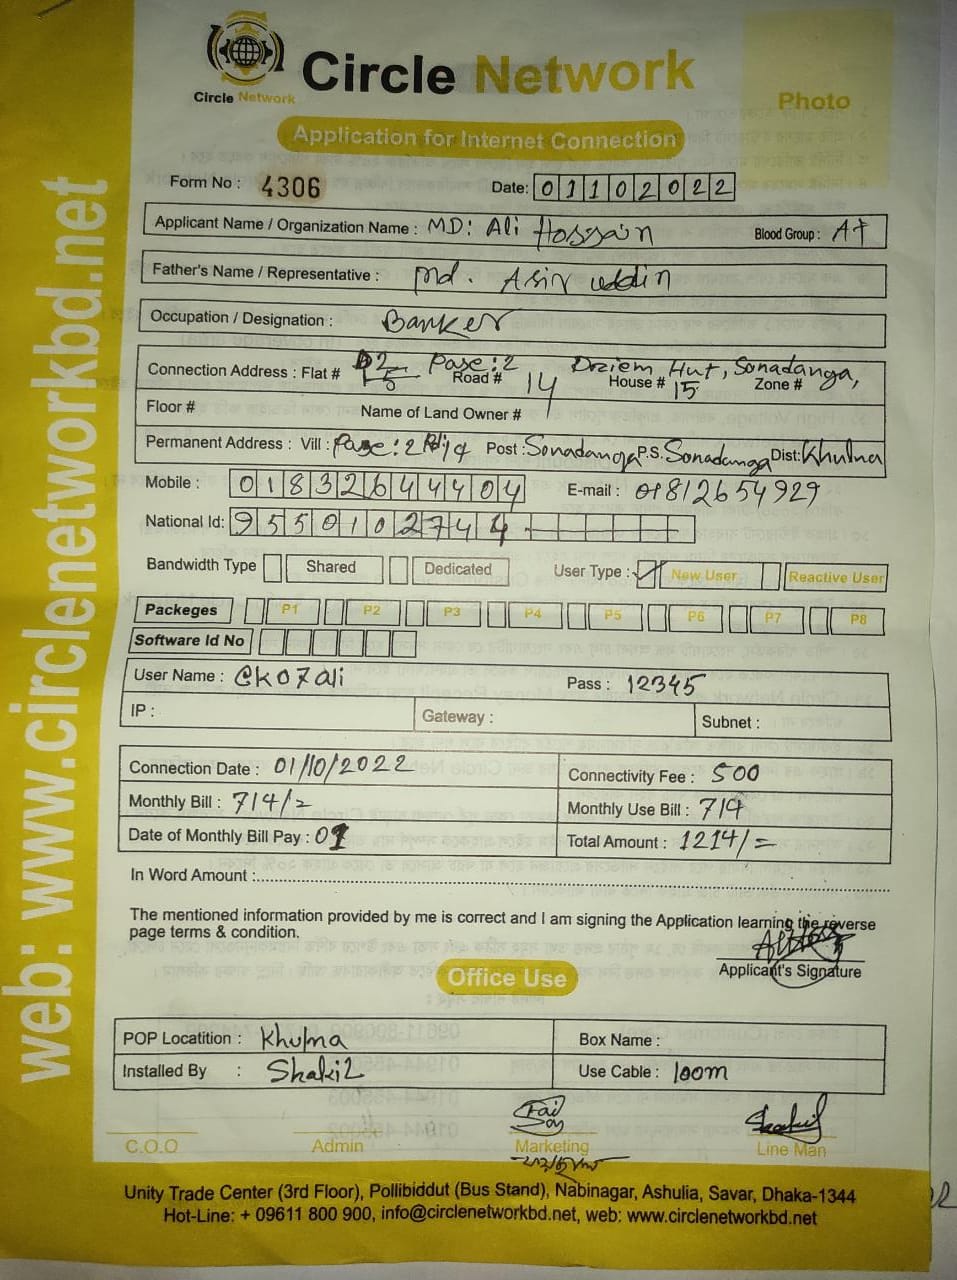 Circle Network
Circle Network
Photo
Application for Internet Connection
Form No : 4306 Date: 01102022
Applicant Name / Organization Name : MD: Ali Hossain Blood Group : A+
Father's Name / Representative : Md. Asir uddin
Occupation / Designation : Banker
Connection Address : Flat # Pase:2 Road # 14 House # 15 Hut, Sonadanga, Zone #
Floor # Name of Land Owner #
Permanent Address : Vill : Pase:2 Post : Sonadanga P.S. Sonadanga Dist: Khulna
Mobile : 01832644404 E-mail : 01812654929
National Id: 9550102744
Bandwidth Type Shared Dedicated User Type : New User Reactive User
Packeges P1 P2 P3 P4 P5 P6 P7 P8
Software Id No
User Name : @k07ali Pass : 12345
IP : Gateway : Subnet :
Connection Date : 01/10/2022 Connectivity Fee : 500
Monthly Bill : 714/= Monthly Use Bill : 714
Date of Monthly Bill Pay : 01 Total Amount : 1214/=
In Word Amount :
The mentioned information provided by me is correct and I am signing the Application learning the reverse
page terms & condition.
Applicant's Signature
Office Use
POP Locatition : Khulna Box Name :
Installed By : Shakil Use Cable : 100m
C.O.O Admin Marketing Line Man
Unity Trade Center (3rd Floor), Pollibiddut (Bus Stand), Nabinagar, Ashulia, Savar, Dhaka-1344
Hot-Line: + 09611 800 900, info@circlenetworkbd.net, web: www.circlenetworkbd.net
web: www.circlenetworkbd.net